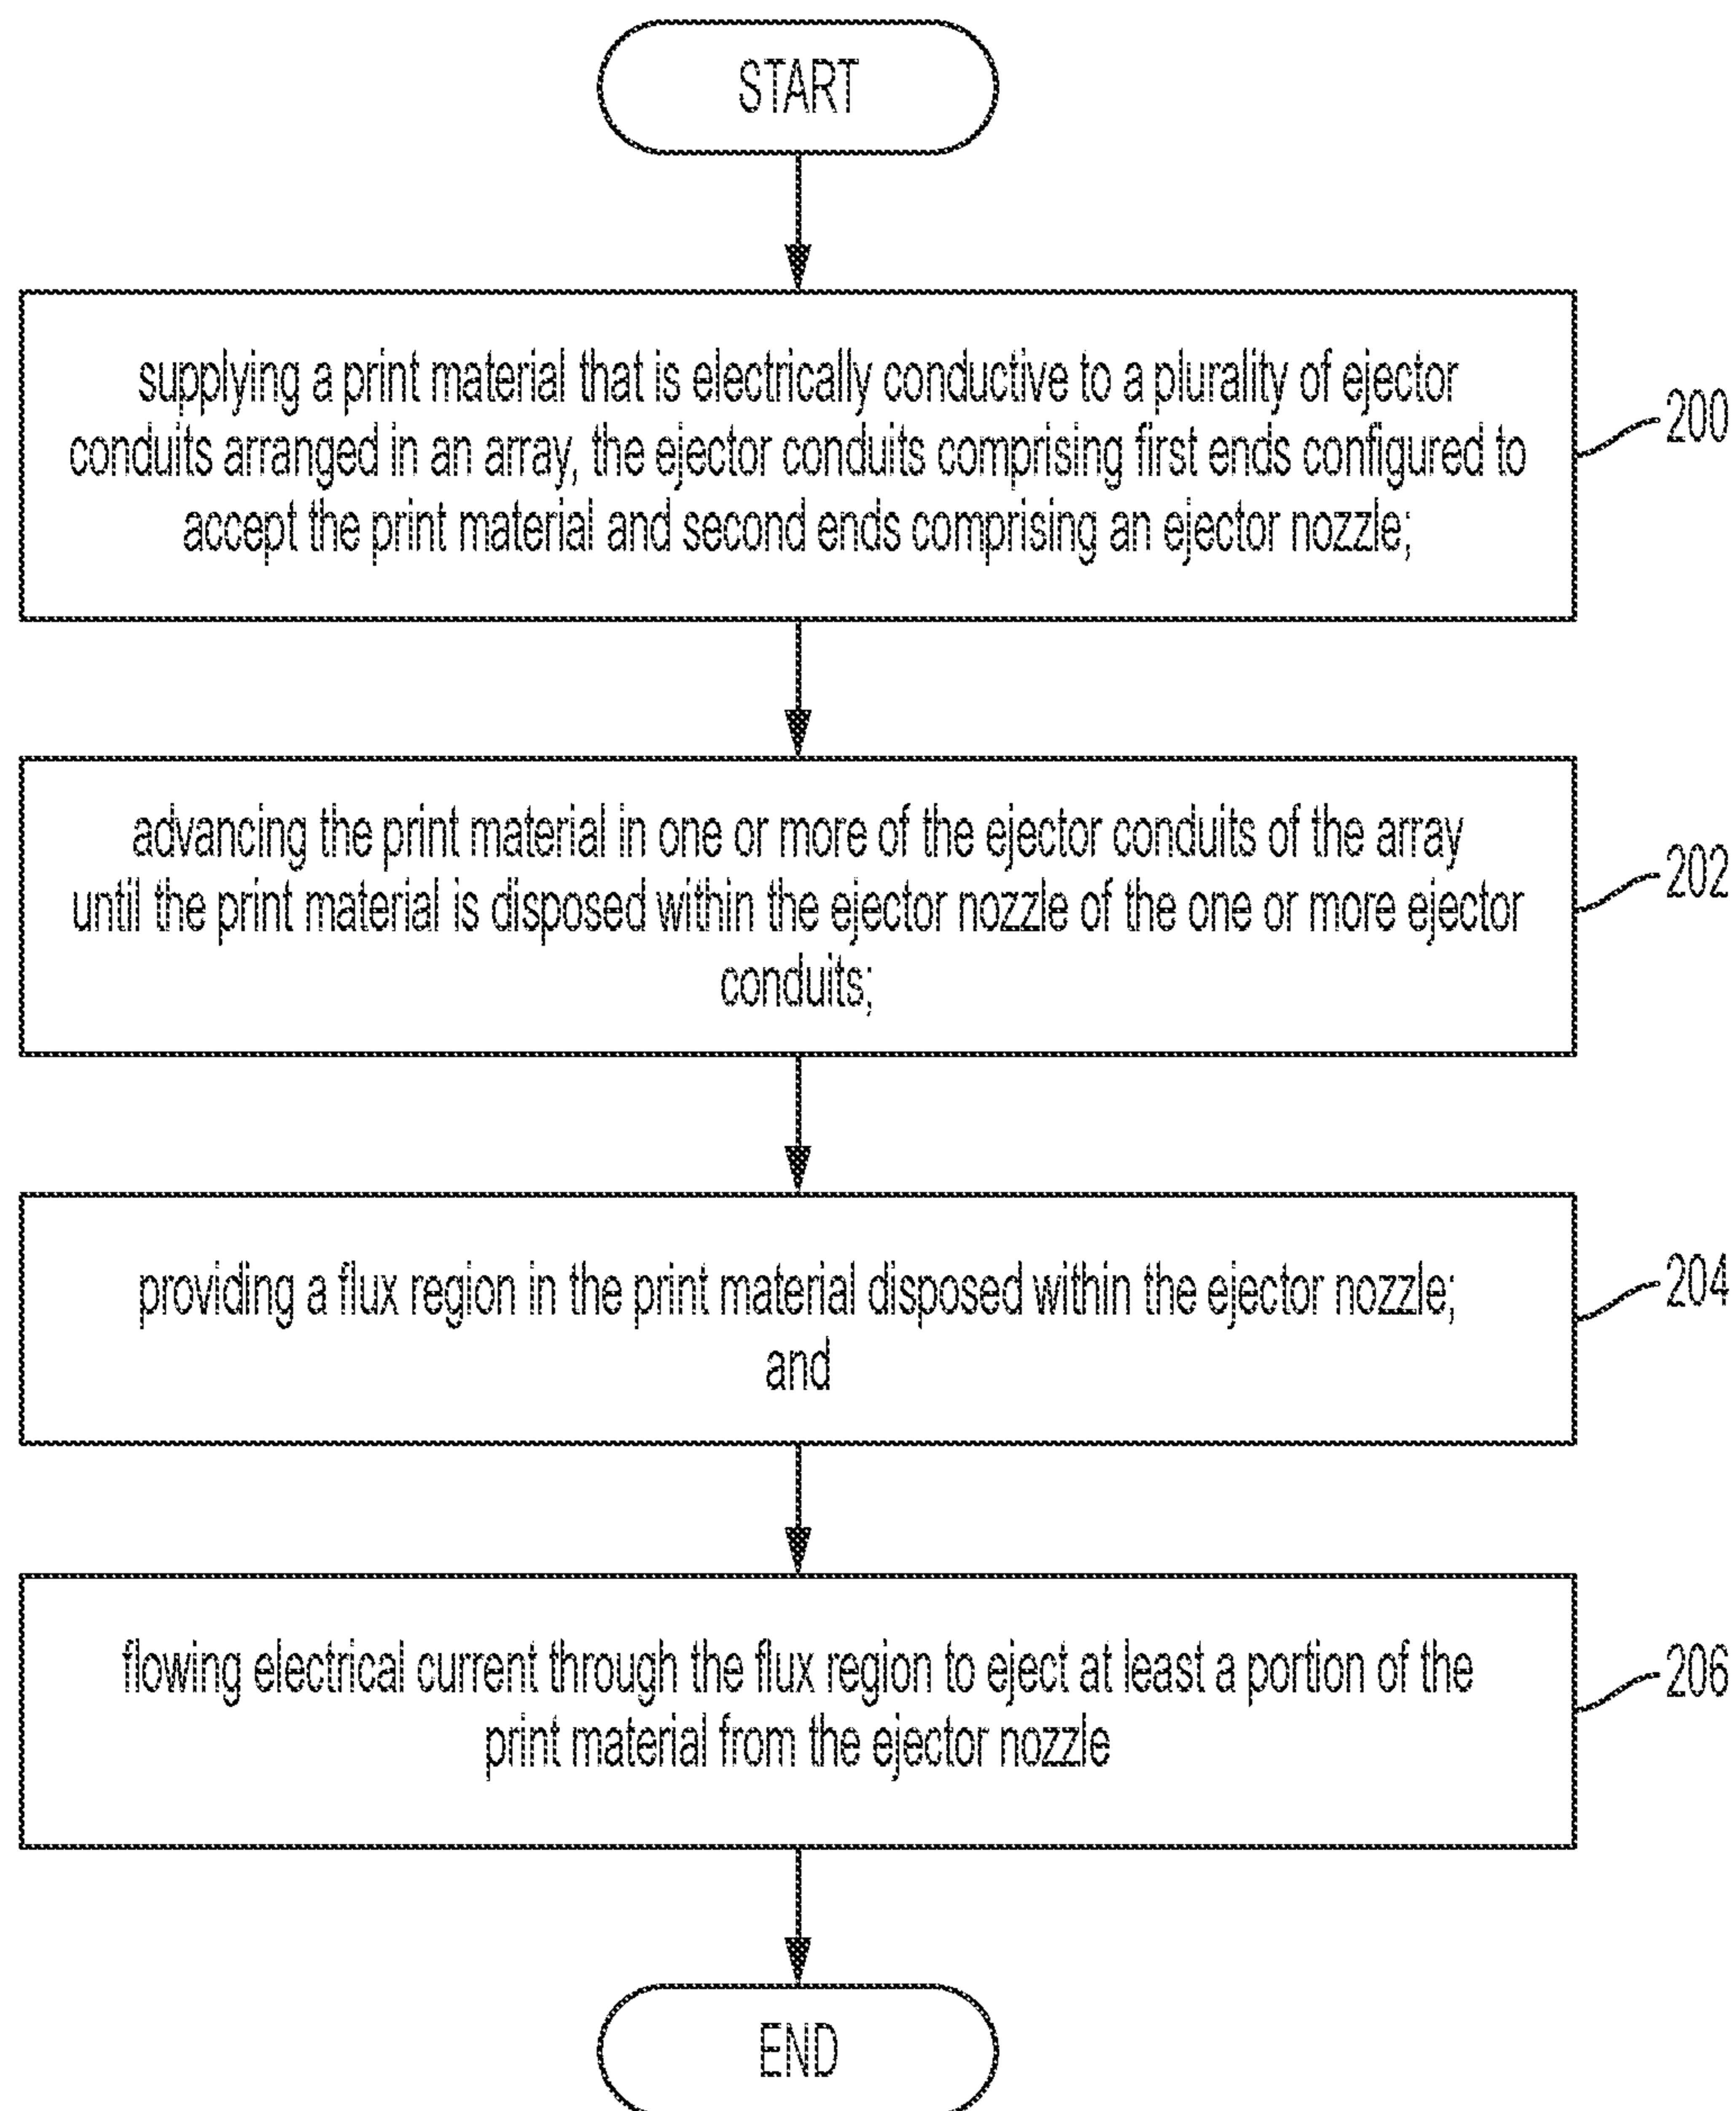 START
supplying a print material that is electrically conductive to a plurality of ejector
conduits arranged in an array, the ejector conduits comprising first ends configured to
accept the print material and second ends comprising an ejector nozzle;
200
advancing the print material in one or more of the ejector conduits of the array
until the print material is disposed within the ejector nozzle of the one or more ejector
conduits;
202
providing a flux region in the print material disposed within the ejector nozzle;
and
204
flowing electrical current through the flux region to eject at least a portion of the
print material from the ejector nozzle
206
END